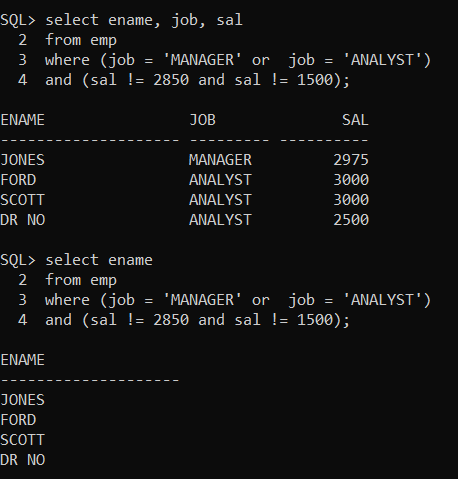 SQL> select ename, job, sal
  2  from emp
  3  where (job = 'MANAGER' or  job = 'ANALYST')
  4  and (sal != 2850 and sal != 1500);
ENAME                JOB              SAL
-------------------- --------- ----------
JONES                MANAGER         2975
FORD                 ANALYST         3000
SCOTT                ANALYST         3000
DR NO                ANALYST         2500
SQL> select ename
  2  from emp
  3  where (job = 'MANAGER' or  job = 'ANALYST')
  4  and (sal != 2850 and sal != 1500);
ENAME
--------------------
JONES
FORD
SCOTT
DR NO